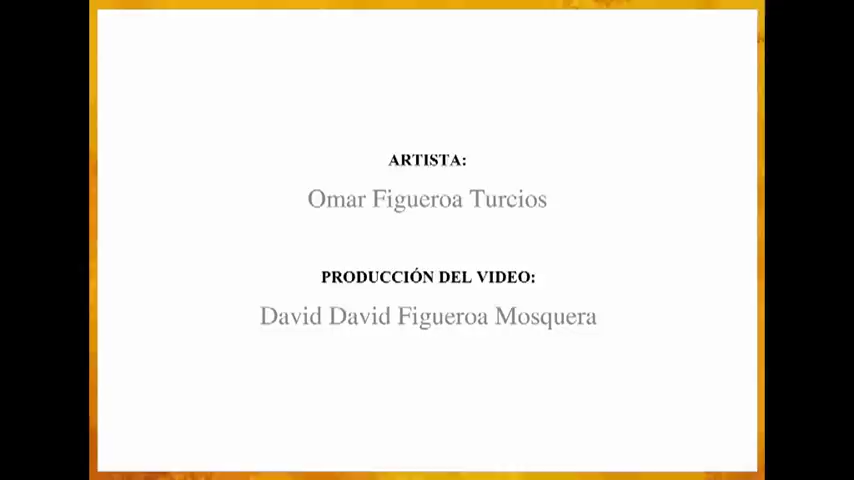 ARTISTA:
Omar Figueroa Turcios
PRODUCCIÓN DEL VIDEO:
David David Figueroa Mosquera